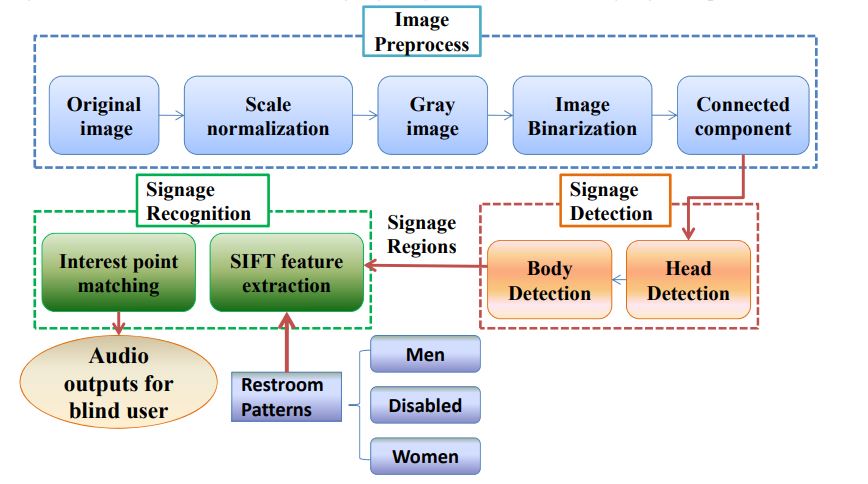 Image
Preprocess
Original
image
Scale
normalization
Gray
image
Image
Binarization
Connected
component
Signage
Recognition
Signage
Detection
Signage
Regions
Interest point
matching
SIFT feature
extraction
Body
Detection
Head
Detection
Audio
outputs for
blind user
Restroom
Patterns
Men
Disabled
Women